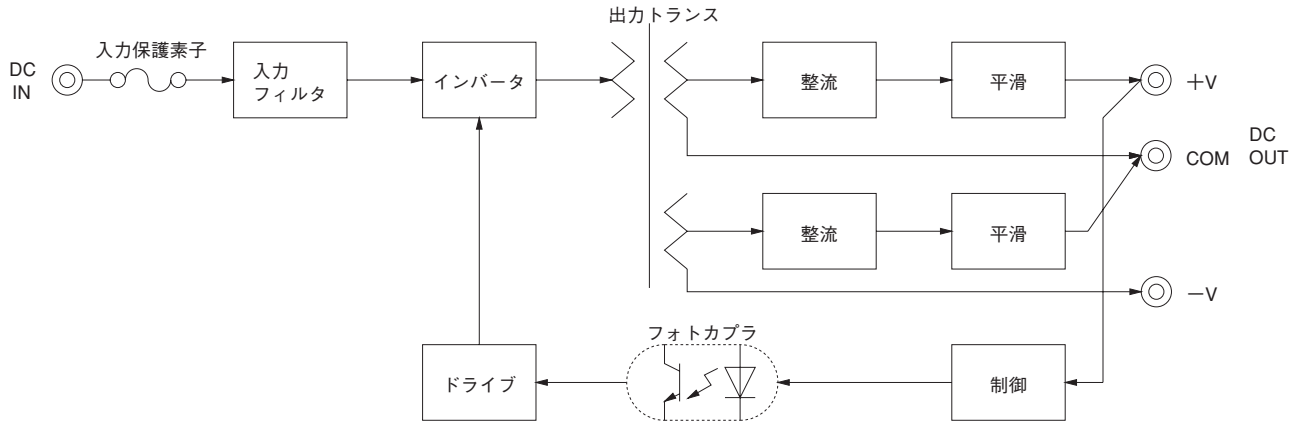 出力トランス
入力保護素子
DC
IN
入力
フィルタ
インバータ
整流
平滑
+V
COM
DC
OUT
整流
平滑
−V
フォトカプラ
ドライブ
制御